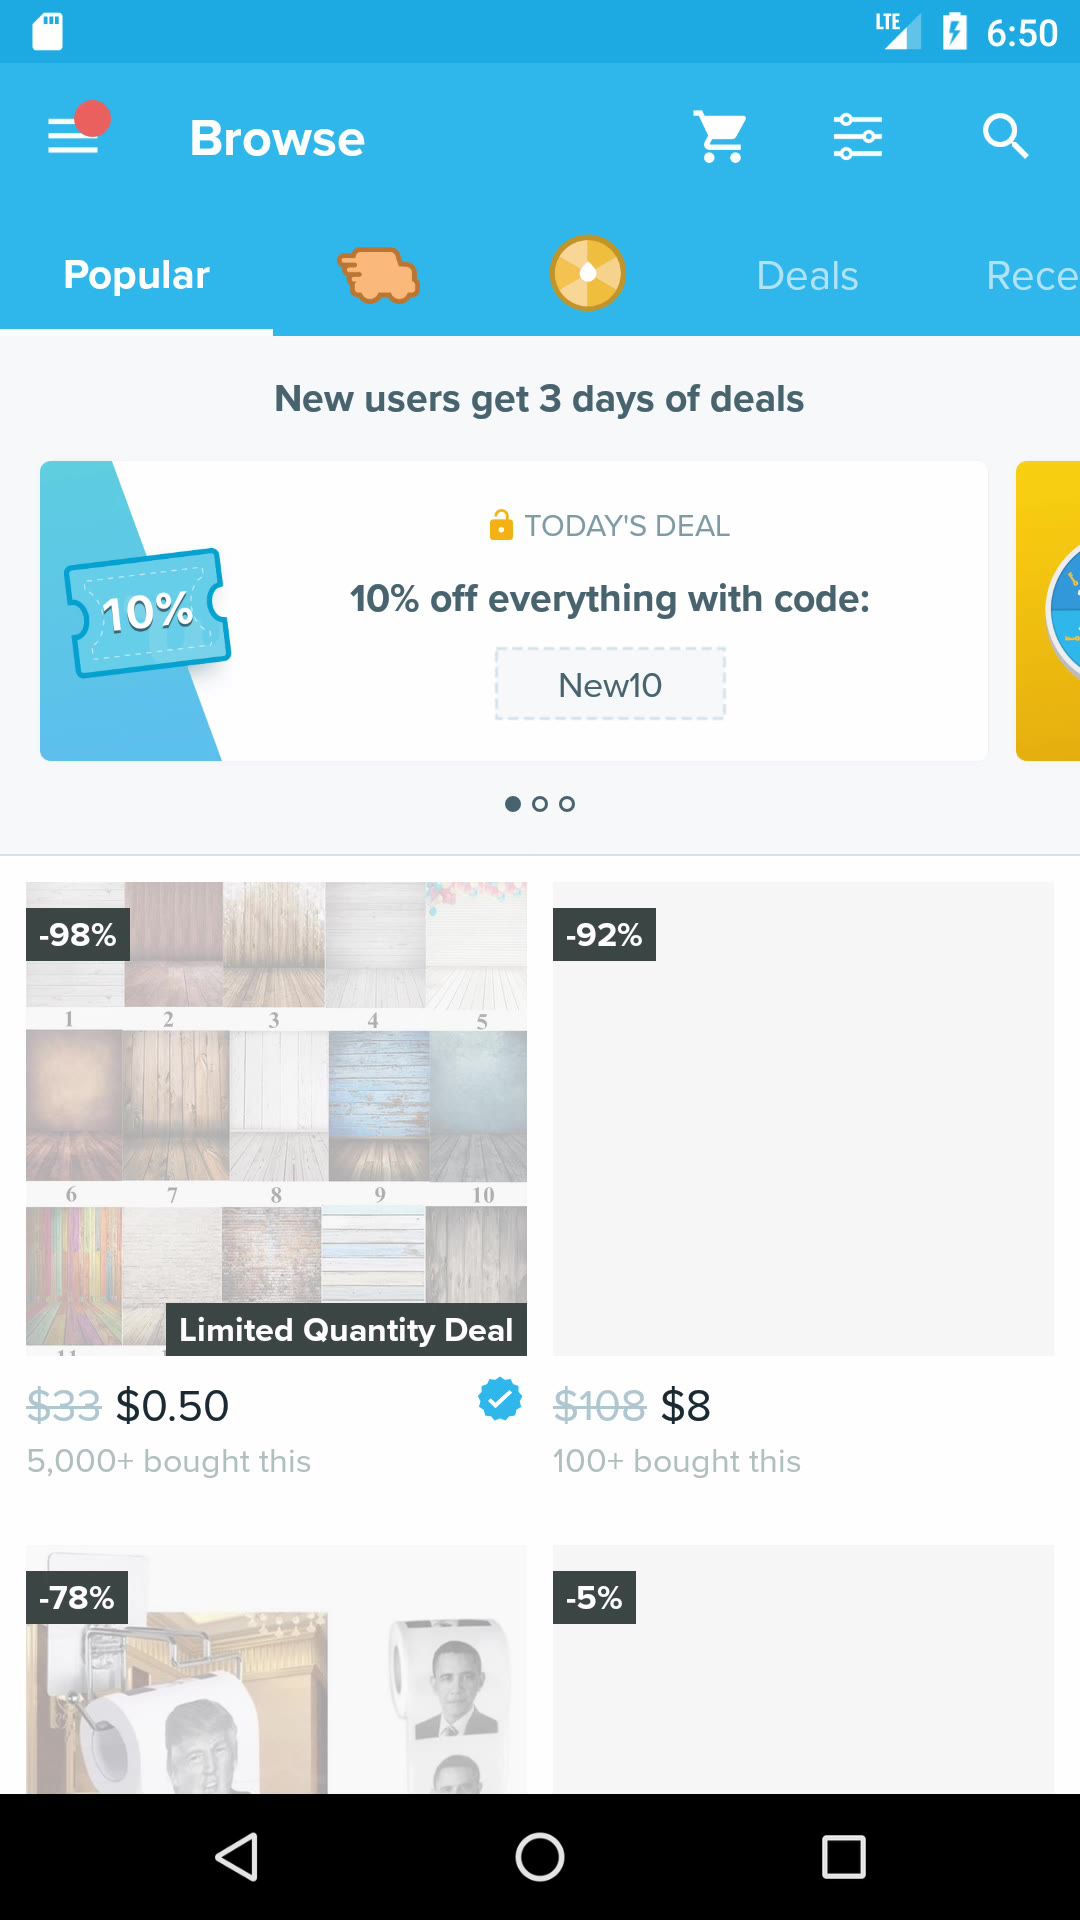 LTE 6:50
Browse
Popular Deals Rece
New users get 3 days of deals
TODAY'S DEAL
10% off everything with code:
10%
New10
-98%
-92%
1 2 3 4 5
6 7 8 9 10
11
Limited Quantity Deal
$33 $0.50
$108 $8
5,000+ bought this
100+ bought this
-78%
-5%